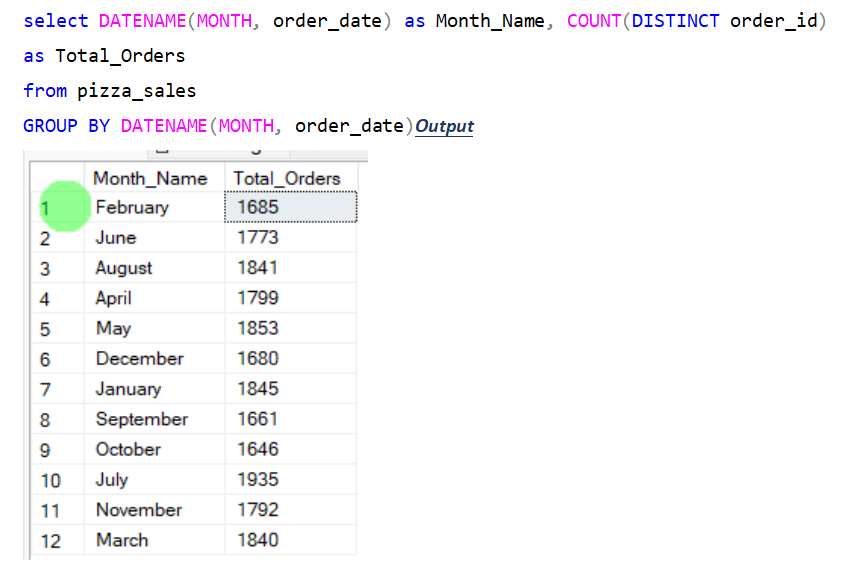 select DATENAME(MONTH, order_date) as Month_Name, COUNT(DISTINCT order_id)
as Total_Orders
from pizza_sales
GROUP BY DATENAME(MONTH, order_date)Output
Month_Name Total_Orders
1 February 1685
2 June 1773
3 August 1841
4 April 1799
5 May 1853
6 December 1680
7 January 1845
8 September 1661
9 October 1646
10 July 1935
11 November 1792
12 March 1840